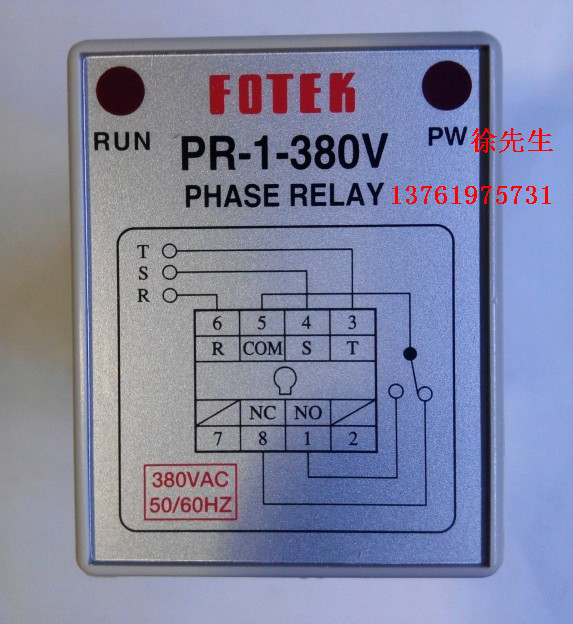 FOTEK
RUN
PW 徐先生
PR-1-380V
PHASE RELAY 13761975731
T
S
R
6 5 4 3
R COM S T
NC NO
7 8 1 2
380VAC
50/60HZ